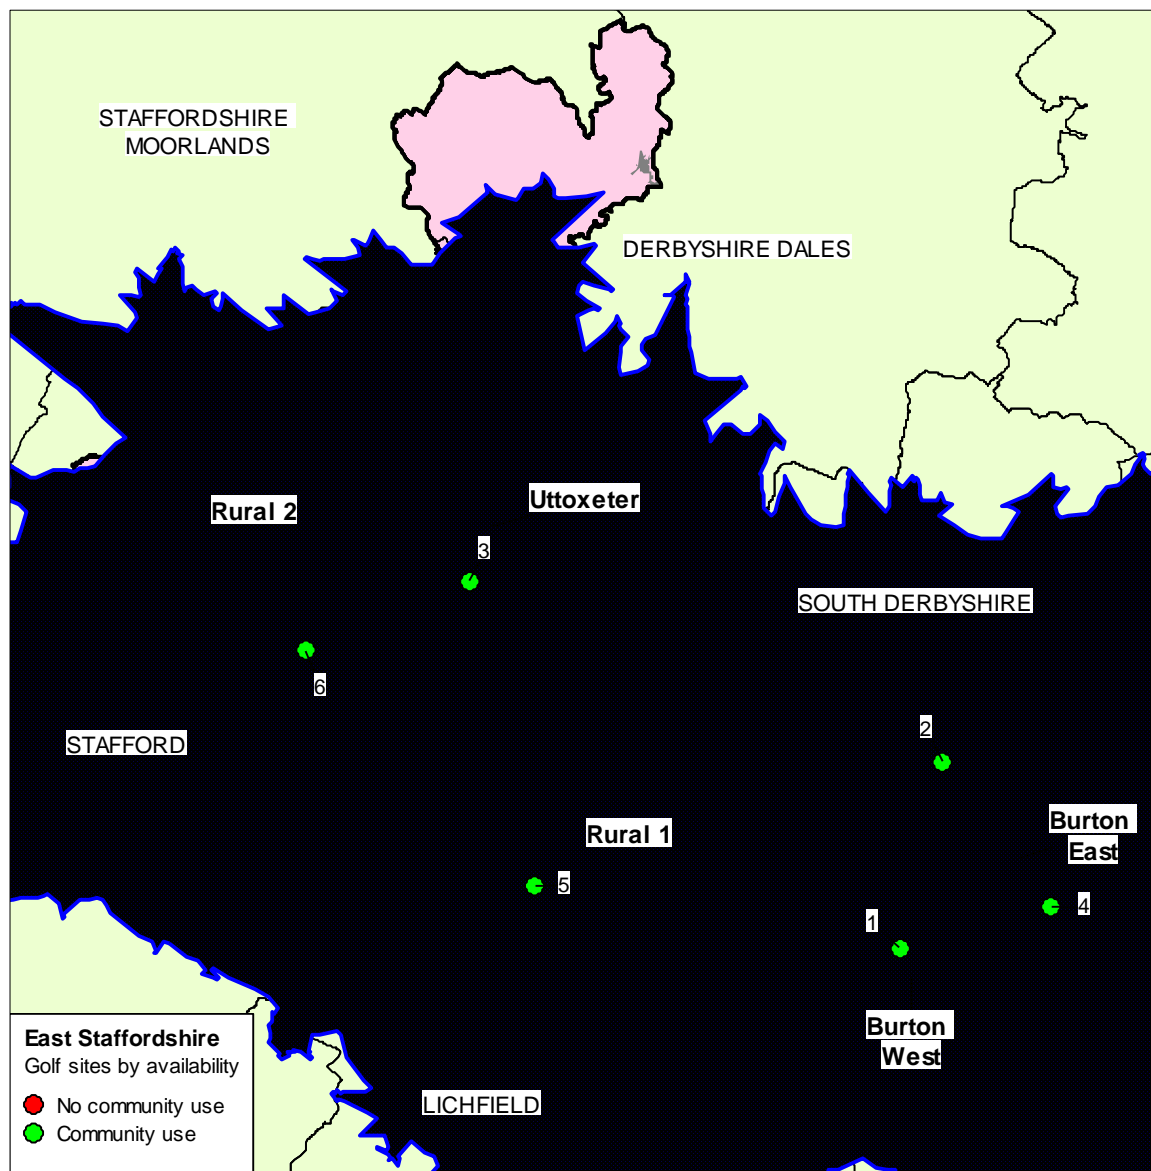 STAFFORDSHIRE
MOORLANDS
DERBYSHIRE DALES
Rural 2
Uttoxeter
3
SOUTH DERBYSHIRE
6
STAFFORD
2
Burton
East
Rural 1
5
4
1
Burton
West
LICHFIELD
East Staffordshire
Golf sites by availability
No community use
Community use